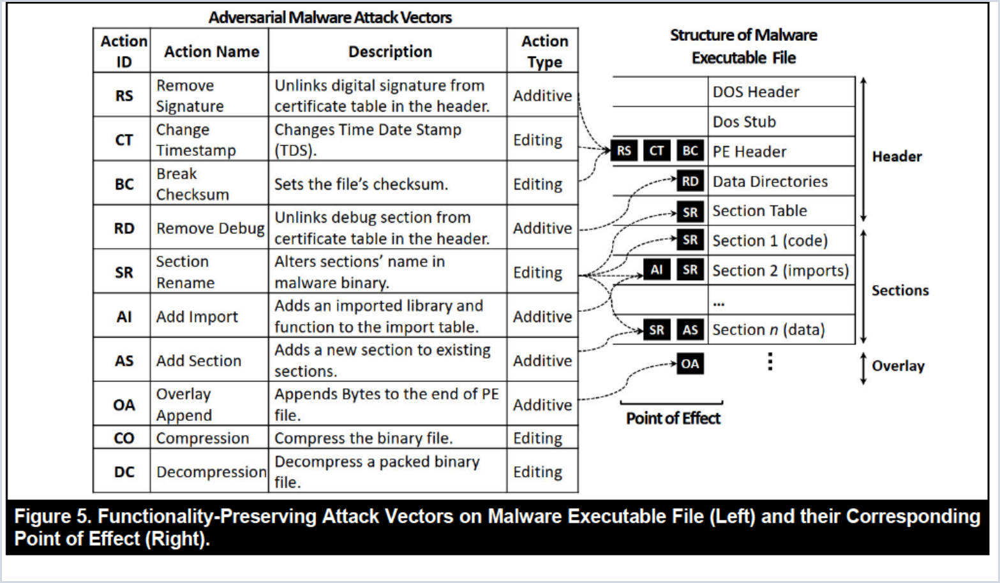 Adversarial Malware Attack Vectors
Action
ID
Action Name
Description
Action
Type
RS
Remove
Signature
Unlinks digital signature from
certificate table in the header.
Additive
CT
Change
Timestamp
Changes Time Date Stamp
(TDS).
Editing
BC
Break
Checksum
Sets the file's checksum.
Editing
RD
Remove Debug
Unlinks debug section from
certificate table in the header.
Additive
SR
Section
Rename
Alters sections' name in
malware binary.
Editing
AI
Add Import
Adds an imported library and
function to the import table.
Additive
AS
Add Section
Adds a new section to existing
sections.
Additive
OA
Overlay
Append
Appends Bytes to the end of PE
file.
Additive
CO
Compression
Compress the binary file.
Editing
DC
Decompression
Decompress a packed binary
file.
Editing
Structure of Malware
Executable File
DOS Header
Dos Stub
RS CT BC PE Header
RD Data Directories
SR Section Table
Header
SR Section 1 (code)
AI SR Section 2 (imports)
...
SR AS Section n (data)
Sections
OA
⋮
Overlay
Point of Effect
Figure 5. Functionality-Preserving Attack Vectors on Malware Executable File (Left) and their Corresponding
Point of Effect (Right).